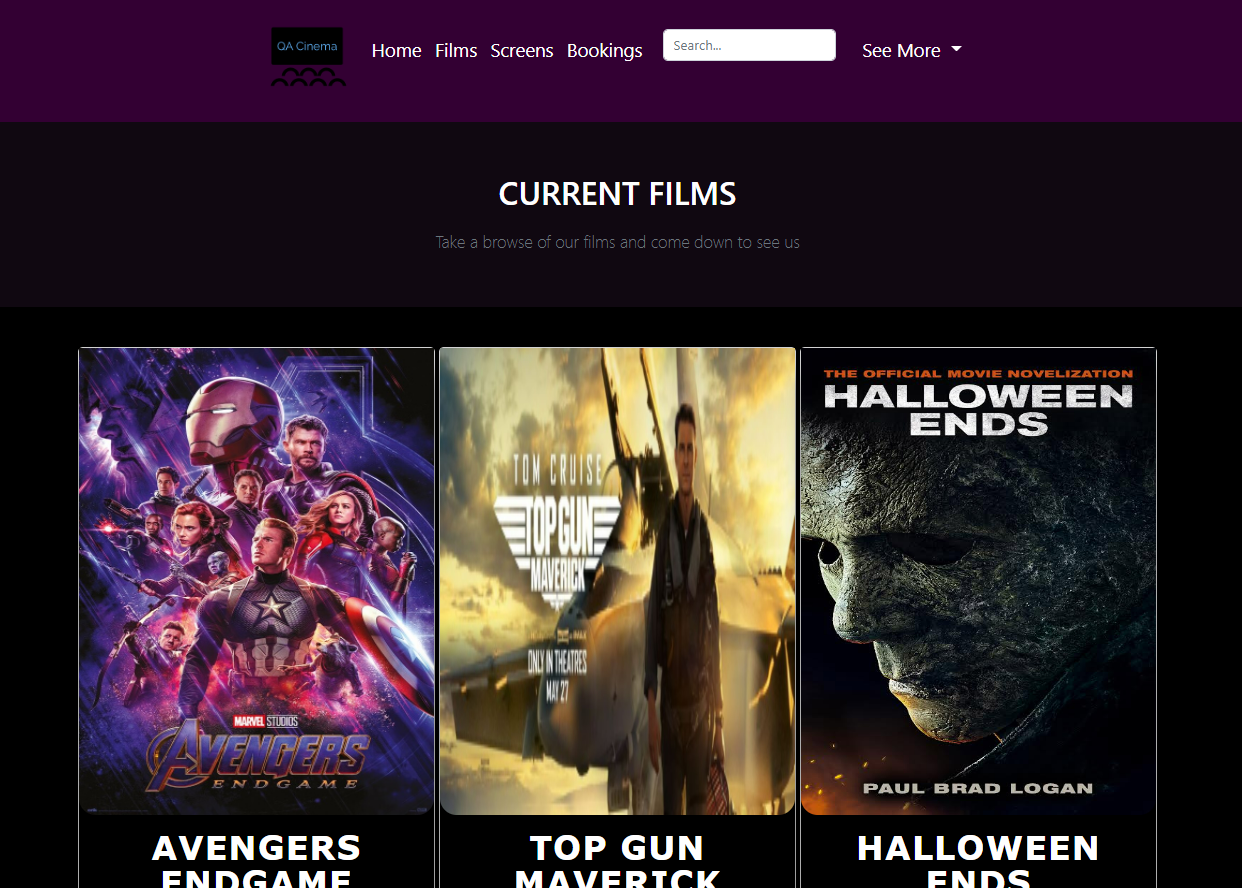 QA Cinema
Home Films Screens Bookings Search... See More
CURRENT FILMS
Take a browse of our films and come down to see us
MARVEL STUDIOS
AVENGERS
ENDGAME
TOM CRUISE
TOP GUN
MAVERICK
ONLY IN THEATRES
MAY 27
THE OFFICIAL MOVIE NOVELIZATION
HALLOWEEN
ENDS
PAUL BRAD LOGAN
AVENGERS
ENDGAME
TOP GUN
MAVERICK
HALLOWEEN
ENDS